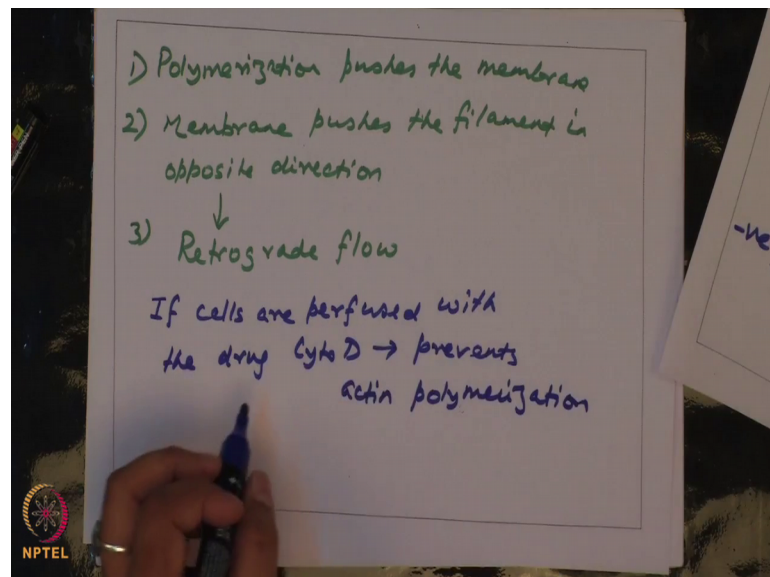 1) Polymerization pushes the membrane
2) Membrane pushes the filament in
opposite direction
↓
3) Retrograde flow
If cells are perfused with
the drug Cyto D → prevents
actin polymerization
-ve
NPTEL